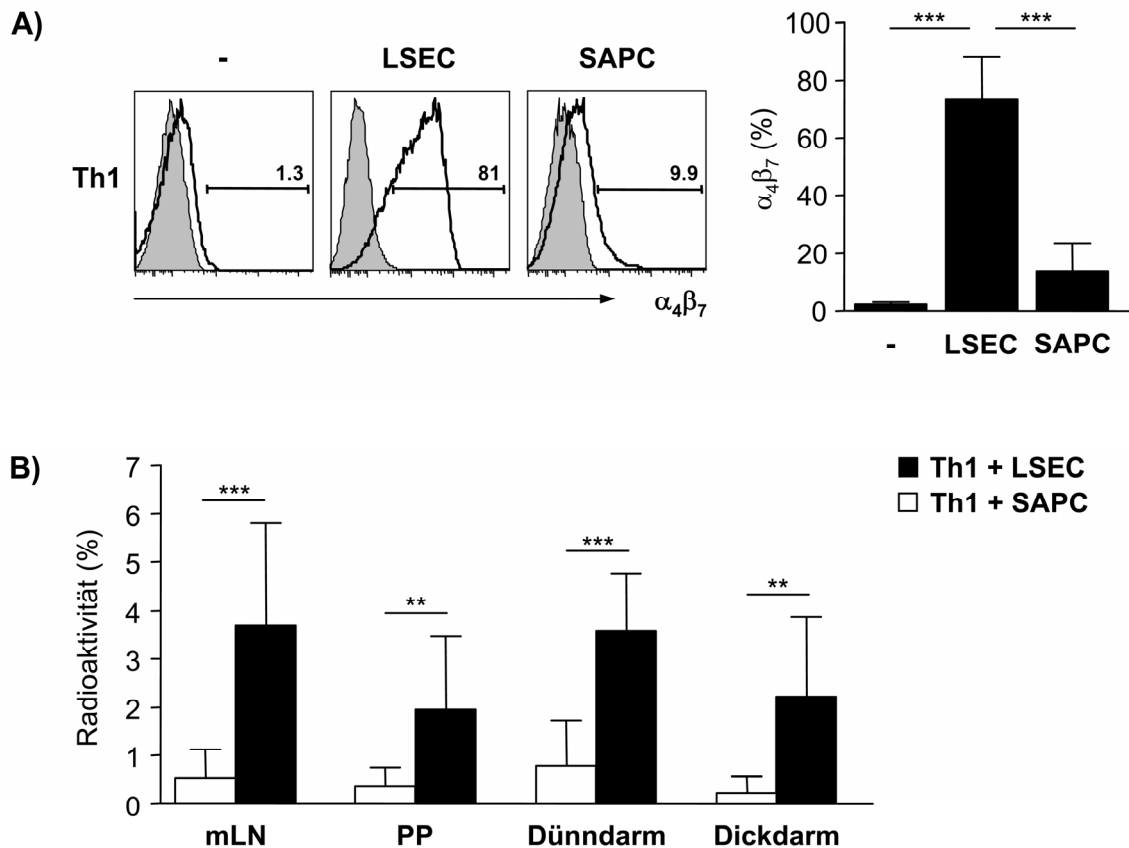 A)
- LSEC SAPC
Th1
1.3 81 9.9
α4β7
100
80
60
40
20
0
α4β7 (%)
*** ***
- LSEC SAPC
B)
7
6
5
4
3
2
1
0
Radioaktivität (%)
*** ** *** **
mLN PP Dünndarm Dickdarm
Th1 + LSEC
Th1 + SAPC